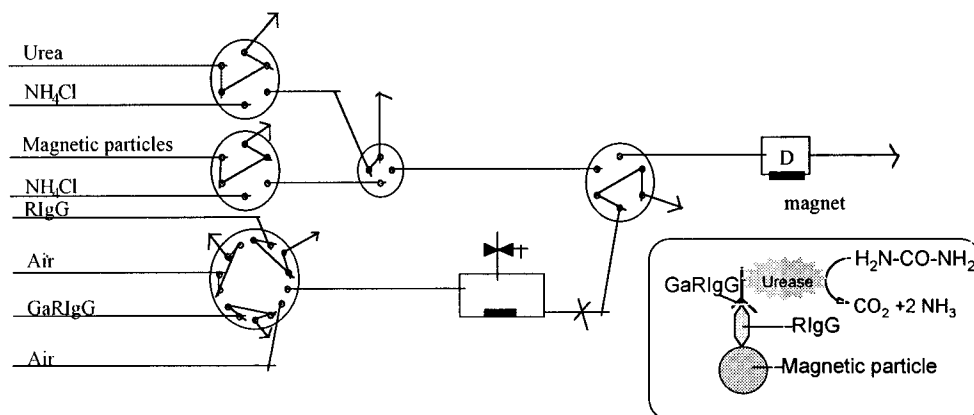 Urea
NH₄Cl
Magnetic particles
NH₄Cl
RIgG
Air
GaRIgG
Air
D
magnet
H₂N-CO-NH₂
GaRIgG
Urease
CO₂ +2 NH₃
RIgG
Magnetic particle